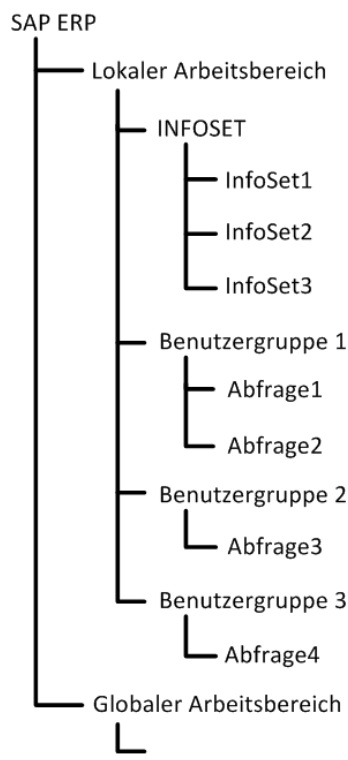 SAP ERP
Lokaler Arbeitsbereich
INFOSET
InfoSet1
InfoSet2
InfoSet3
Benutzergruppe 1
Abfrage1
Abfrage2
Benutzergruppe 2
Abfrage3
Benutzergruppe 3
Abfrage4
Globaler Arbeitsbereich